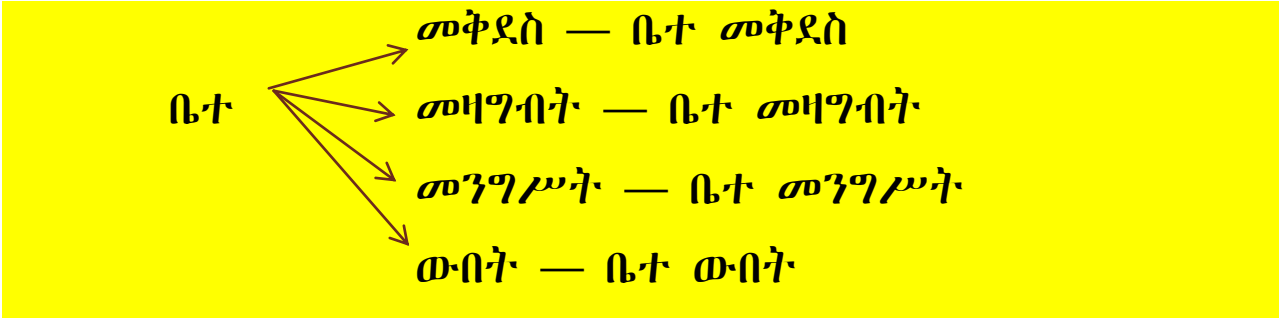 መቅደስ — ቤተ መቅደስ
ቤተ
መዛግብት — ቤተ መዛግብት
መንግሥት — ቤተ መንግሥት
ውበት — ቤተ ውበት